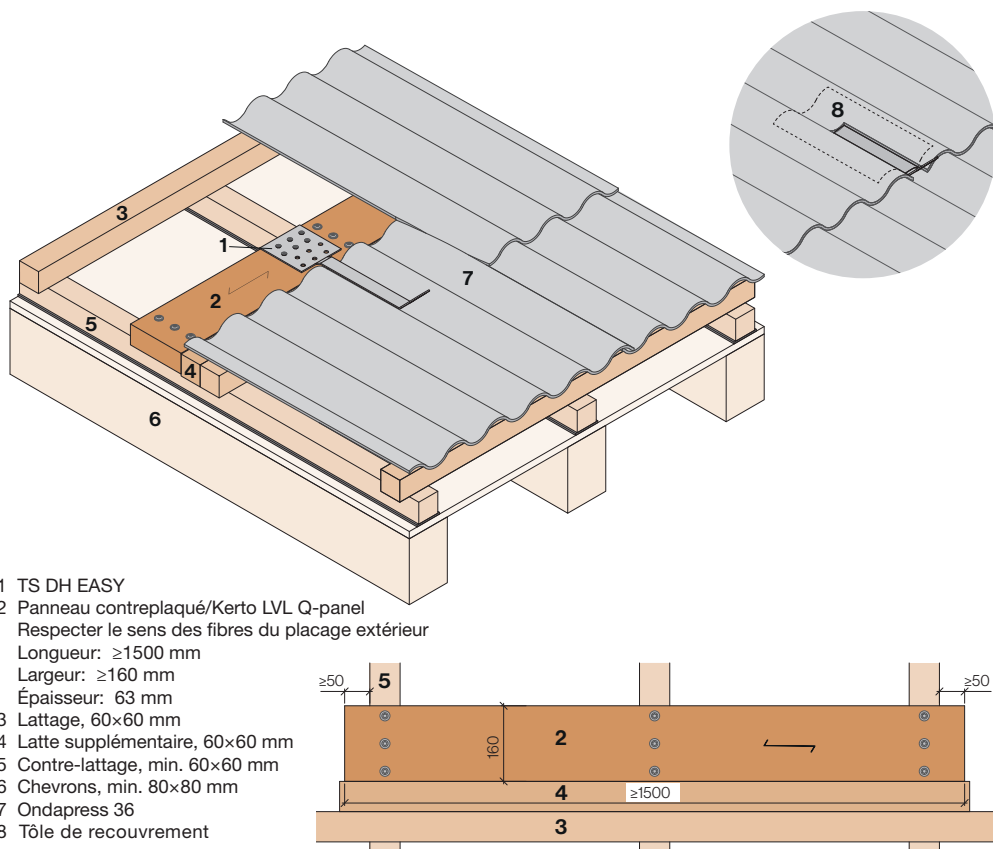 8
3
1
7
2
5
4
6
1 TS DH EASY
2 Panneau contreplaqué/Kerto LVL Q-panel
Respecter le sens des fibres du placage extérieur
Longueur: ≥1500 mm
Largeur: ≥160 mm
Épaisseur: 63 mm
3 Lattage, 60×60 mm
4 Latte supplémentaire, 60×60 mm
5 Contre-lattage, min. 60×60 mm
6 Chevrons, min. 80×80 mm
7 Ondapress 36
8 Tôle de recouvrement
≥50 5 ≥50
160 2
4 ≥1500
3